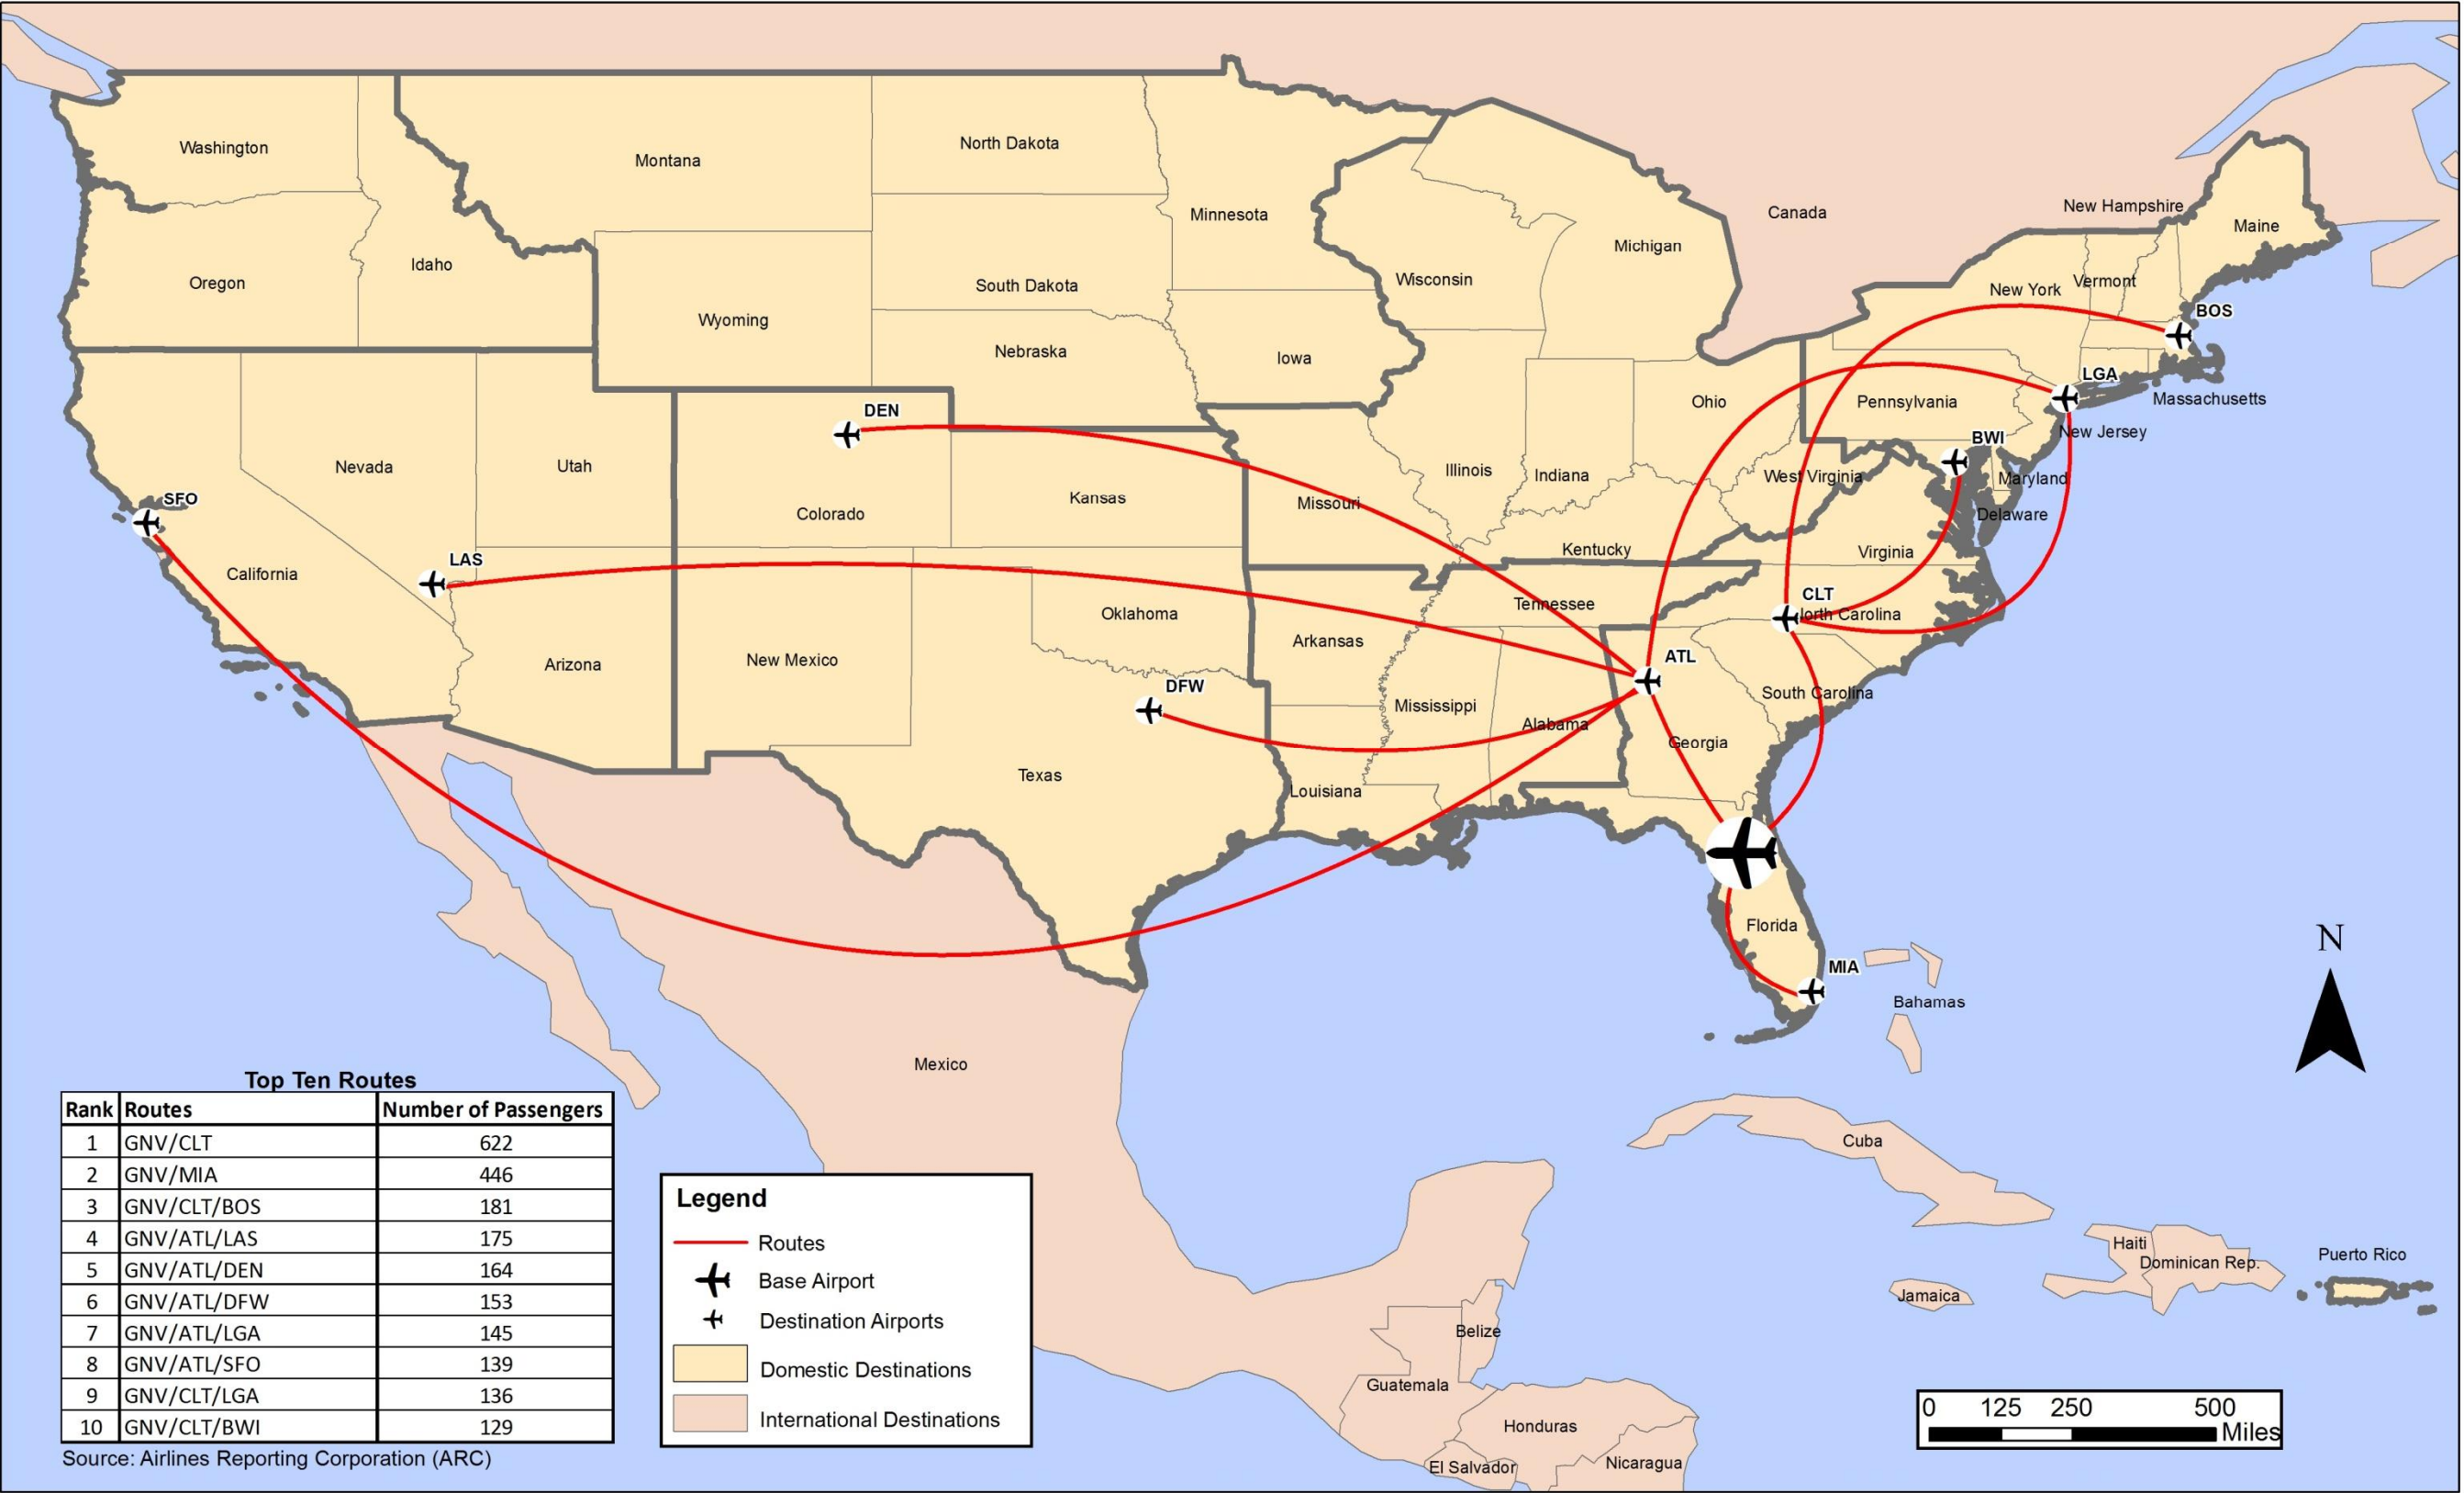 Washington
Montana
North Dakota
Minnesota
Canada
New Hampshire
Maine
Oregon
Idaho
Wyoming
South Dakota
Wisconsin
Michigan
New York
Vermont
BOS
Nebraska
Iowa
LGA
Massachusetts
DEN
Ohio
Pennsylvania
New Jersey
BWI
SFO
Nevada
Utah
Colorado
Kansas
Missouri
Illinois
Indiana
West Virginia
Maryland
Delaware
California
LAS
Kentucky
Virginia
CLT
North Carolina
Arizona
New Mexico
Oklahoma
Arkansas
Tennessee
ATL
South Carolina
DFW
Mississippi
Alabama
Georgia
Texas
Louisiana
Florida
MIA
Bahamas
N
Mexico
Cuba
Haiti
Dominican Rep.
Puerto Rico
Jamaica
Belize
Guatemala
Honduras
El Salvador
Nicaragua
Top Ten Routes
Rank Routes Number of Passengers
1 GNV/CLT 622
2 GNV/MIA 446
3 GNV/CLT/BOS 181
4 GNV/ATL/LAS 175
5 GNV/ATL/DEN 164
6 GNV/ATL/DFW 153
7 GNV/ATL/LGA 145
8 GNV/ATL/SFO 139
9 GNV/CLT/LGA 136
10 GNV/CLT/BWI 129
Source: Airlines Reporting Corporation (ARC)
Legend
Routes
Base Airport
Destination Airports
Domestic Destinations
International Destinations
0 125 250 500
Miles